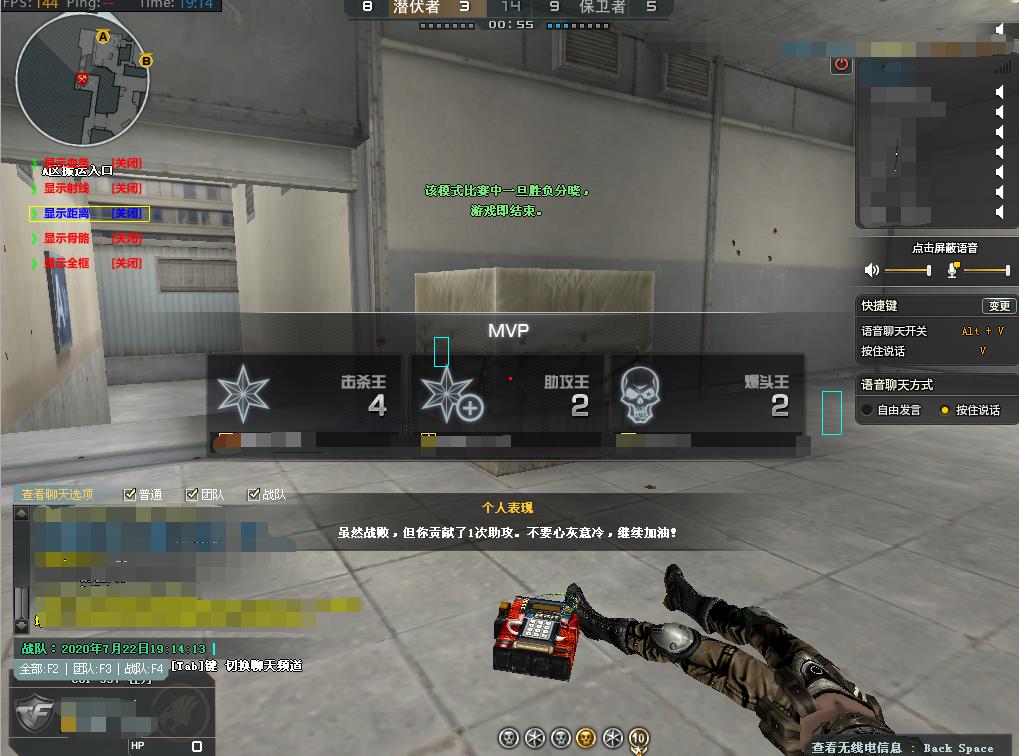 FPS:144 Ping:-- Time: 19:14
8 潜伏者 3 14 9 保卫者 5
00:55
A
B
显示血条 [关闭]
A区搬运入口
显示射线 [关闭]
显示距离 [关闭]
显示骨骼 [关闭]
显示全框 [关闭]
该模式比赛中一旦胜负分晓，
游戏即结束。
点击屏蔽语音
快捷键 变更
语音聊天开关 Alt + V
按住说话 V
语音聊天方式
自由发言 按住说话
MVP
击杀王 4
助攻王 2
爆头王 2
个人表现
虽然战败，但你贡献了1次助攻。不要心灰意冷，继续加油！
查看聊天选项 普通 团队 战队
战队：2020年7月22日19:14:13
全部:F2 | 团队:F3 | 战队:F4 [Tab]键 切换聊天频道
HP 0
10
查看无线电信息 : Back Space